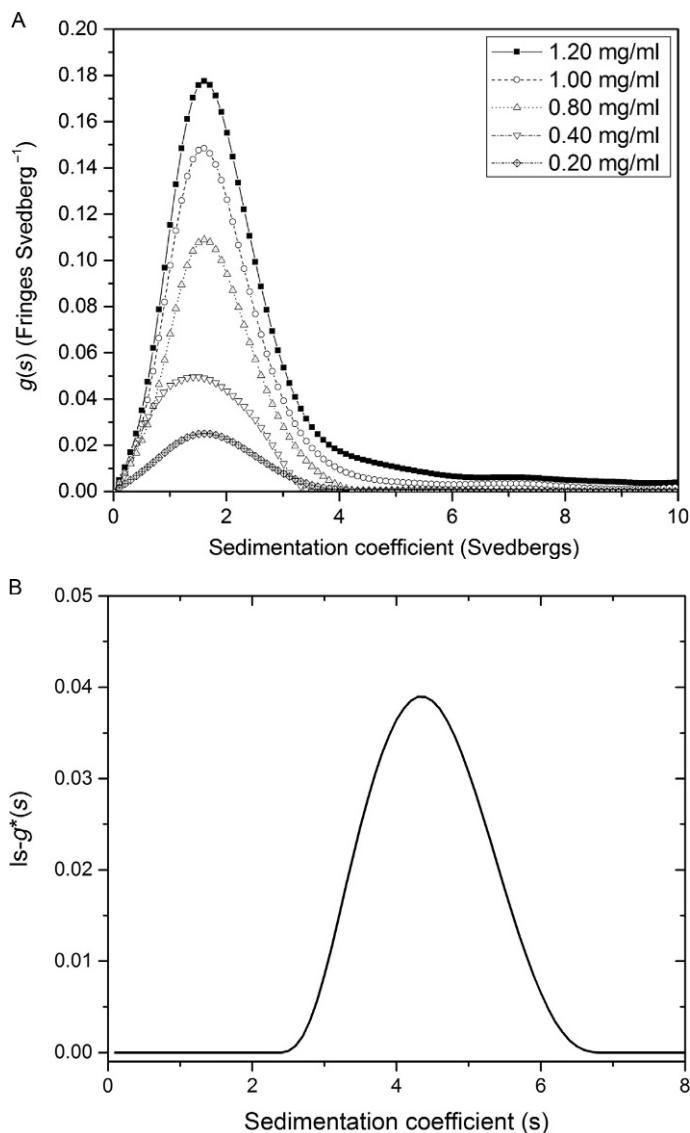 A
0.20
0.18
0.16
0.14
0.12
0.10
0.08
0.06
0.04
0.02
0.00
g(s) (Fringes Svedberg⁻¹)
1.20 mg/ml
1.00 mg/ml
0.80 mg/ml
0.40 mg/ml
0.20 mg/ml
0 2 4 6 8 10
Sedimentation coefficient (Svedbergs)
B
0.05
0.04
0.03
0.02
0.01
0.00
ls-g*(s)
0 2 4 6 8
Sedimentation coefficient (s)